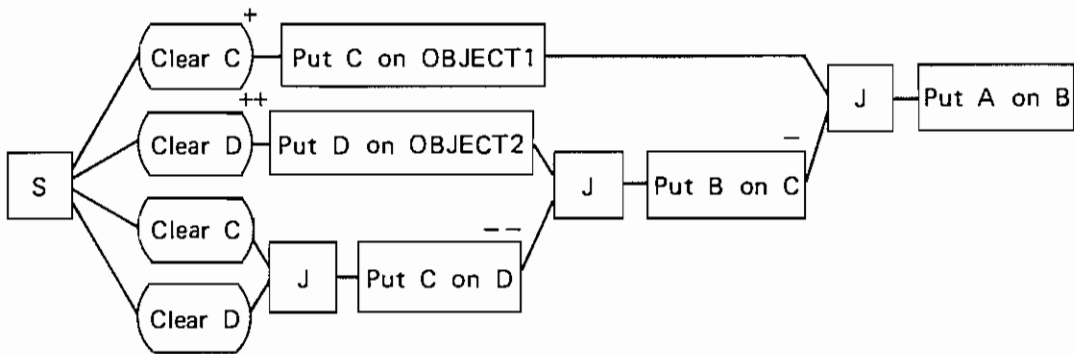 +
Clear C
Put C on OBJECT1
J
Put A on B
++
Clear D
Put D on OBJECT2
–
S
J
Put B on C
Clear C
– –
J
Put C on D
Clear D